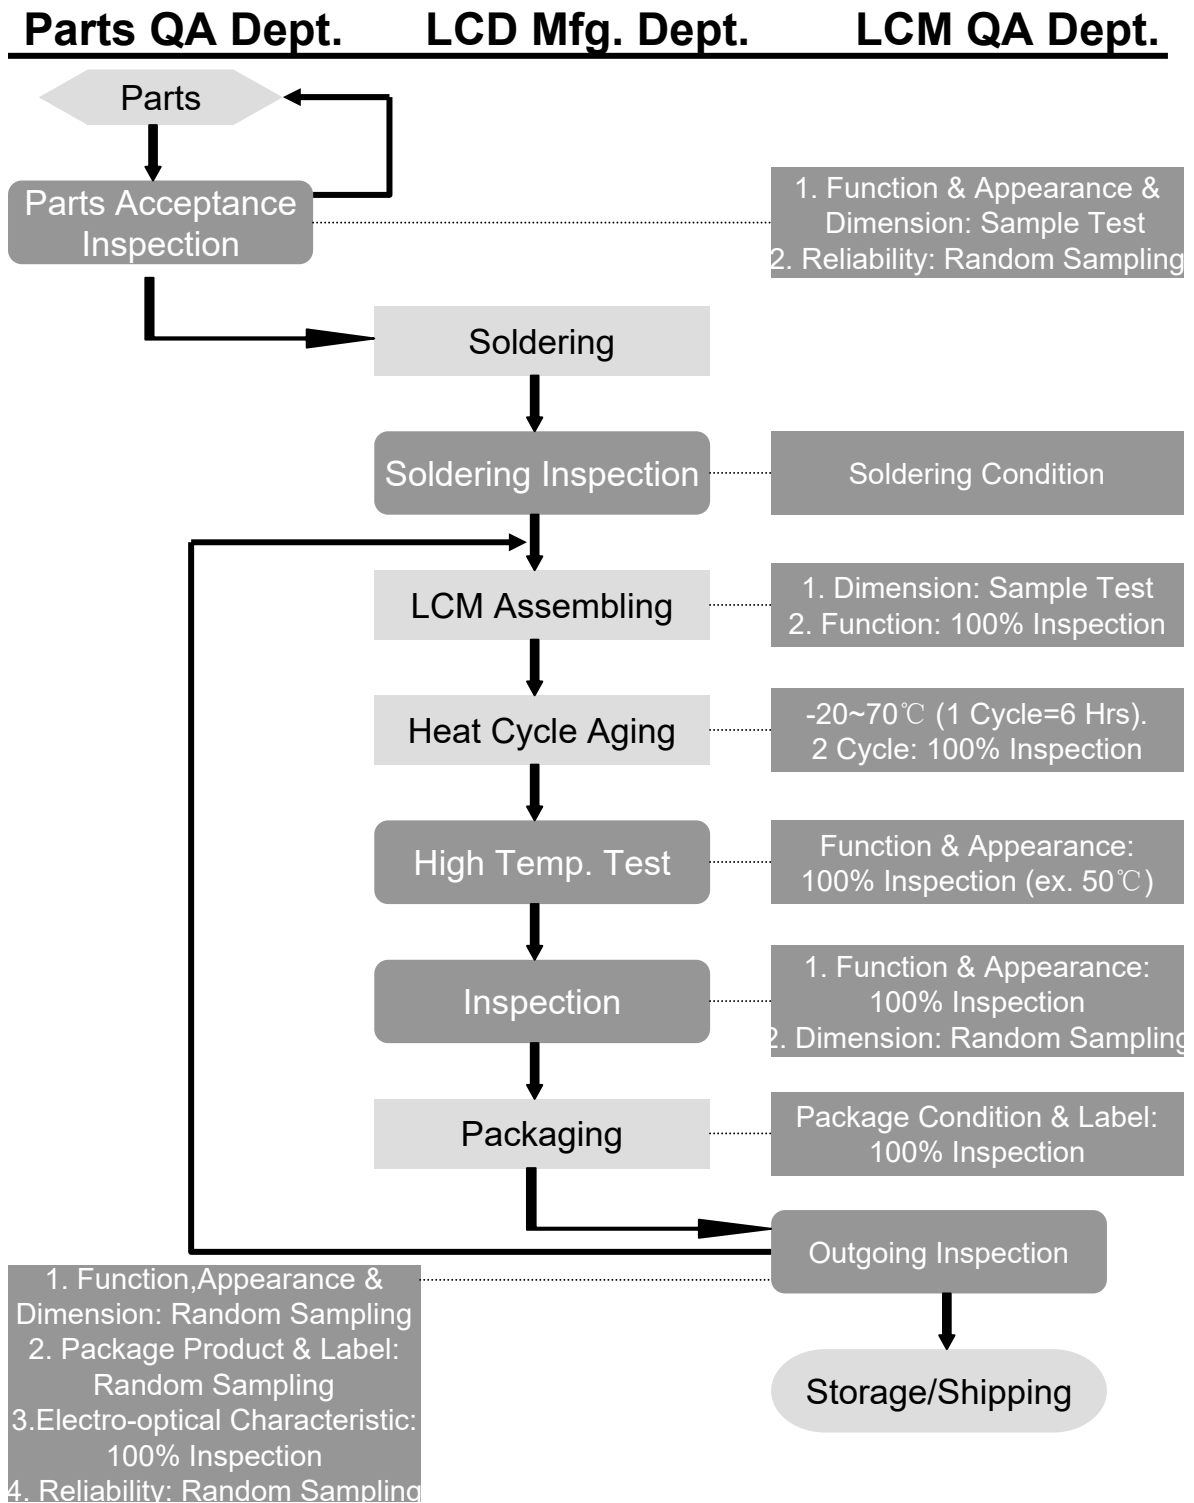 Parts QA Dept. LCD Mfg. Dept. LCM QA Dept.
Parts
Parts Acceptance
Inspection
1. Function & Appearance &
Dimension: Sample Test
2. Reliability: Random Sampling
Soldering
Soldering Inspection
Soldering Condition
LCM Assembling
1. Dimension: Sample Test
2. Function: 100% Inspection
Heat Cycle Aging
-20~70℃ (1 Cycle=6 Hrs).
2 Cycle: 100% Inspection
High Temp. Test
Function & Appearance:
100% Inspection (ex. 50℃)
Inspection
1. Function & Appearance:
100% Inspection
2. Dimension: Random Sampling
Packaging
Package Condition & Label:
100% Inspection
Outgoing Inspection
1. Function,Appearance &
Dimension: Random Sampling
2. Package Product & Label:
Random Sampling
3.Electro-optical Characteristic:
100% Inspection
4. Reliability: Random Sampling
Storage/Shipping